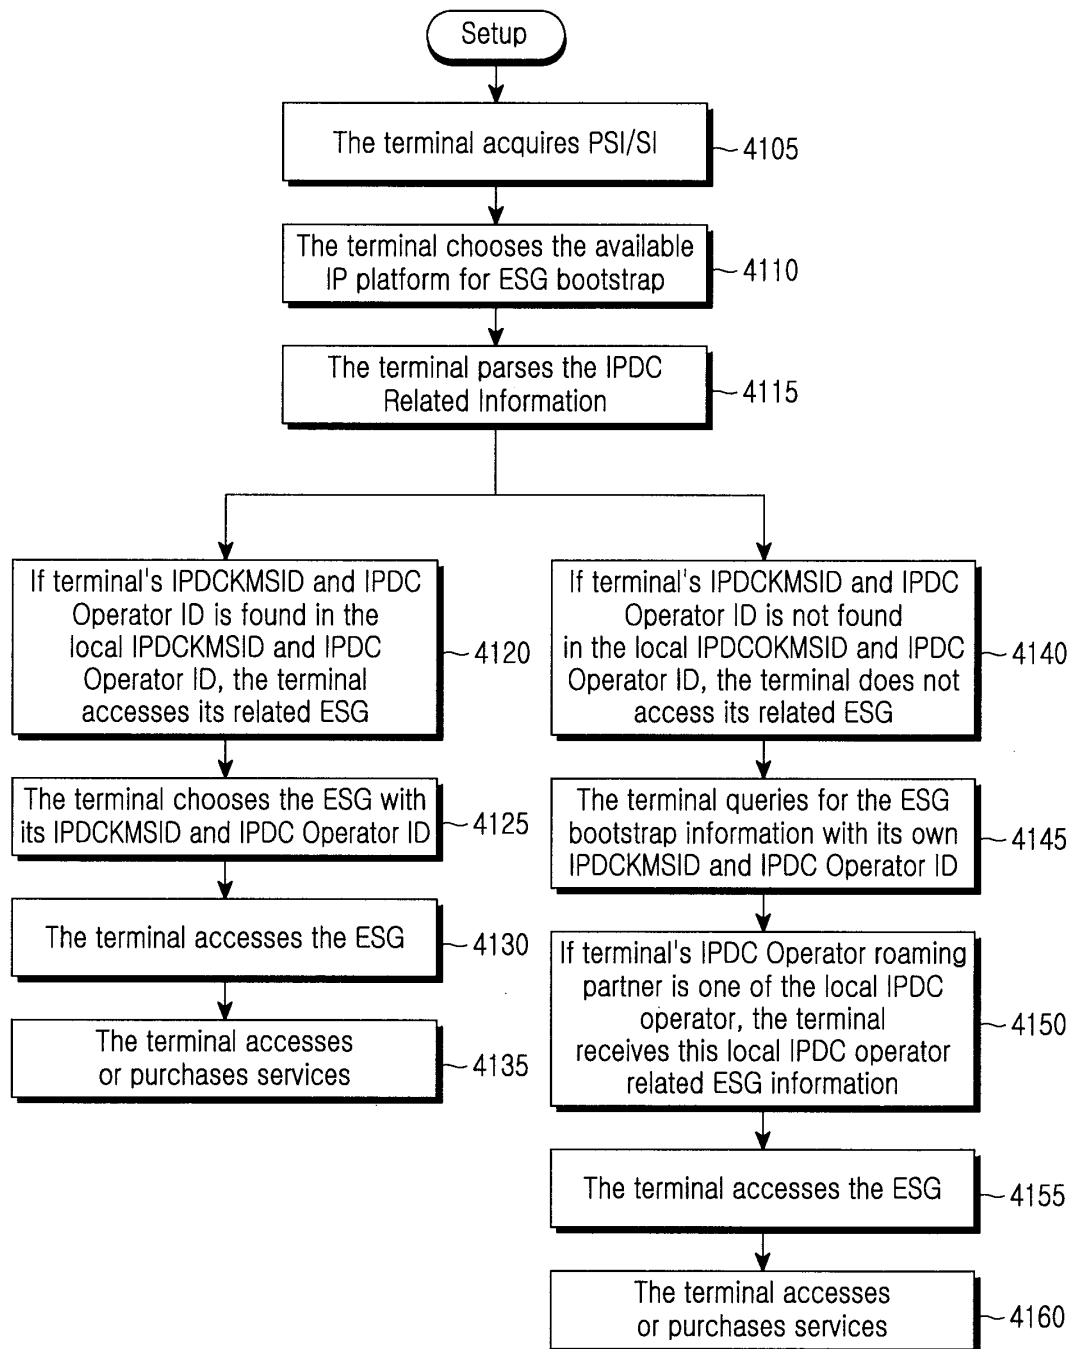 Setup
The terminal acquires PSI/SI
4105
The terminal chooses the available
IP platform for ESG bootstrap
4110
The terminal parses the IPDC
Related Information
4115
If terminal's IPDCKMSID and IPDC
Operator ID is found in the
local IPDCKMSID and IPDC
Operator ID, the terminal
accesses its related ESG
4120
The terminal chooses the ESG with
its IPDCKMSID and IPDC Operator ID
4125
The terminal accesses the ESG
4130
The terminal accesses
or purchases services
4135
If terminal's IPDCKMSID and IPDC
Operator ID is not found
in the local IPDCOKMSID and IPDC
Operator ID, the terminal does not
access its related ESG
4140
The terminal queries for the ESG
bootstrap information with its own
IPDCKMSID and IPDC Operator ID
4145
If terminal's IPDC Operator roaming
partner is one of the local IPDC
operator, the terminal
receives this local IPDC operator
related ESG information
4150
The terminal accesses the ESG
4155
The terminal accesses
or purchases services
4160